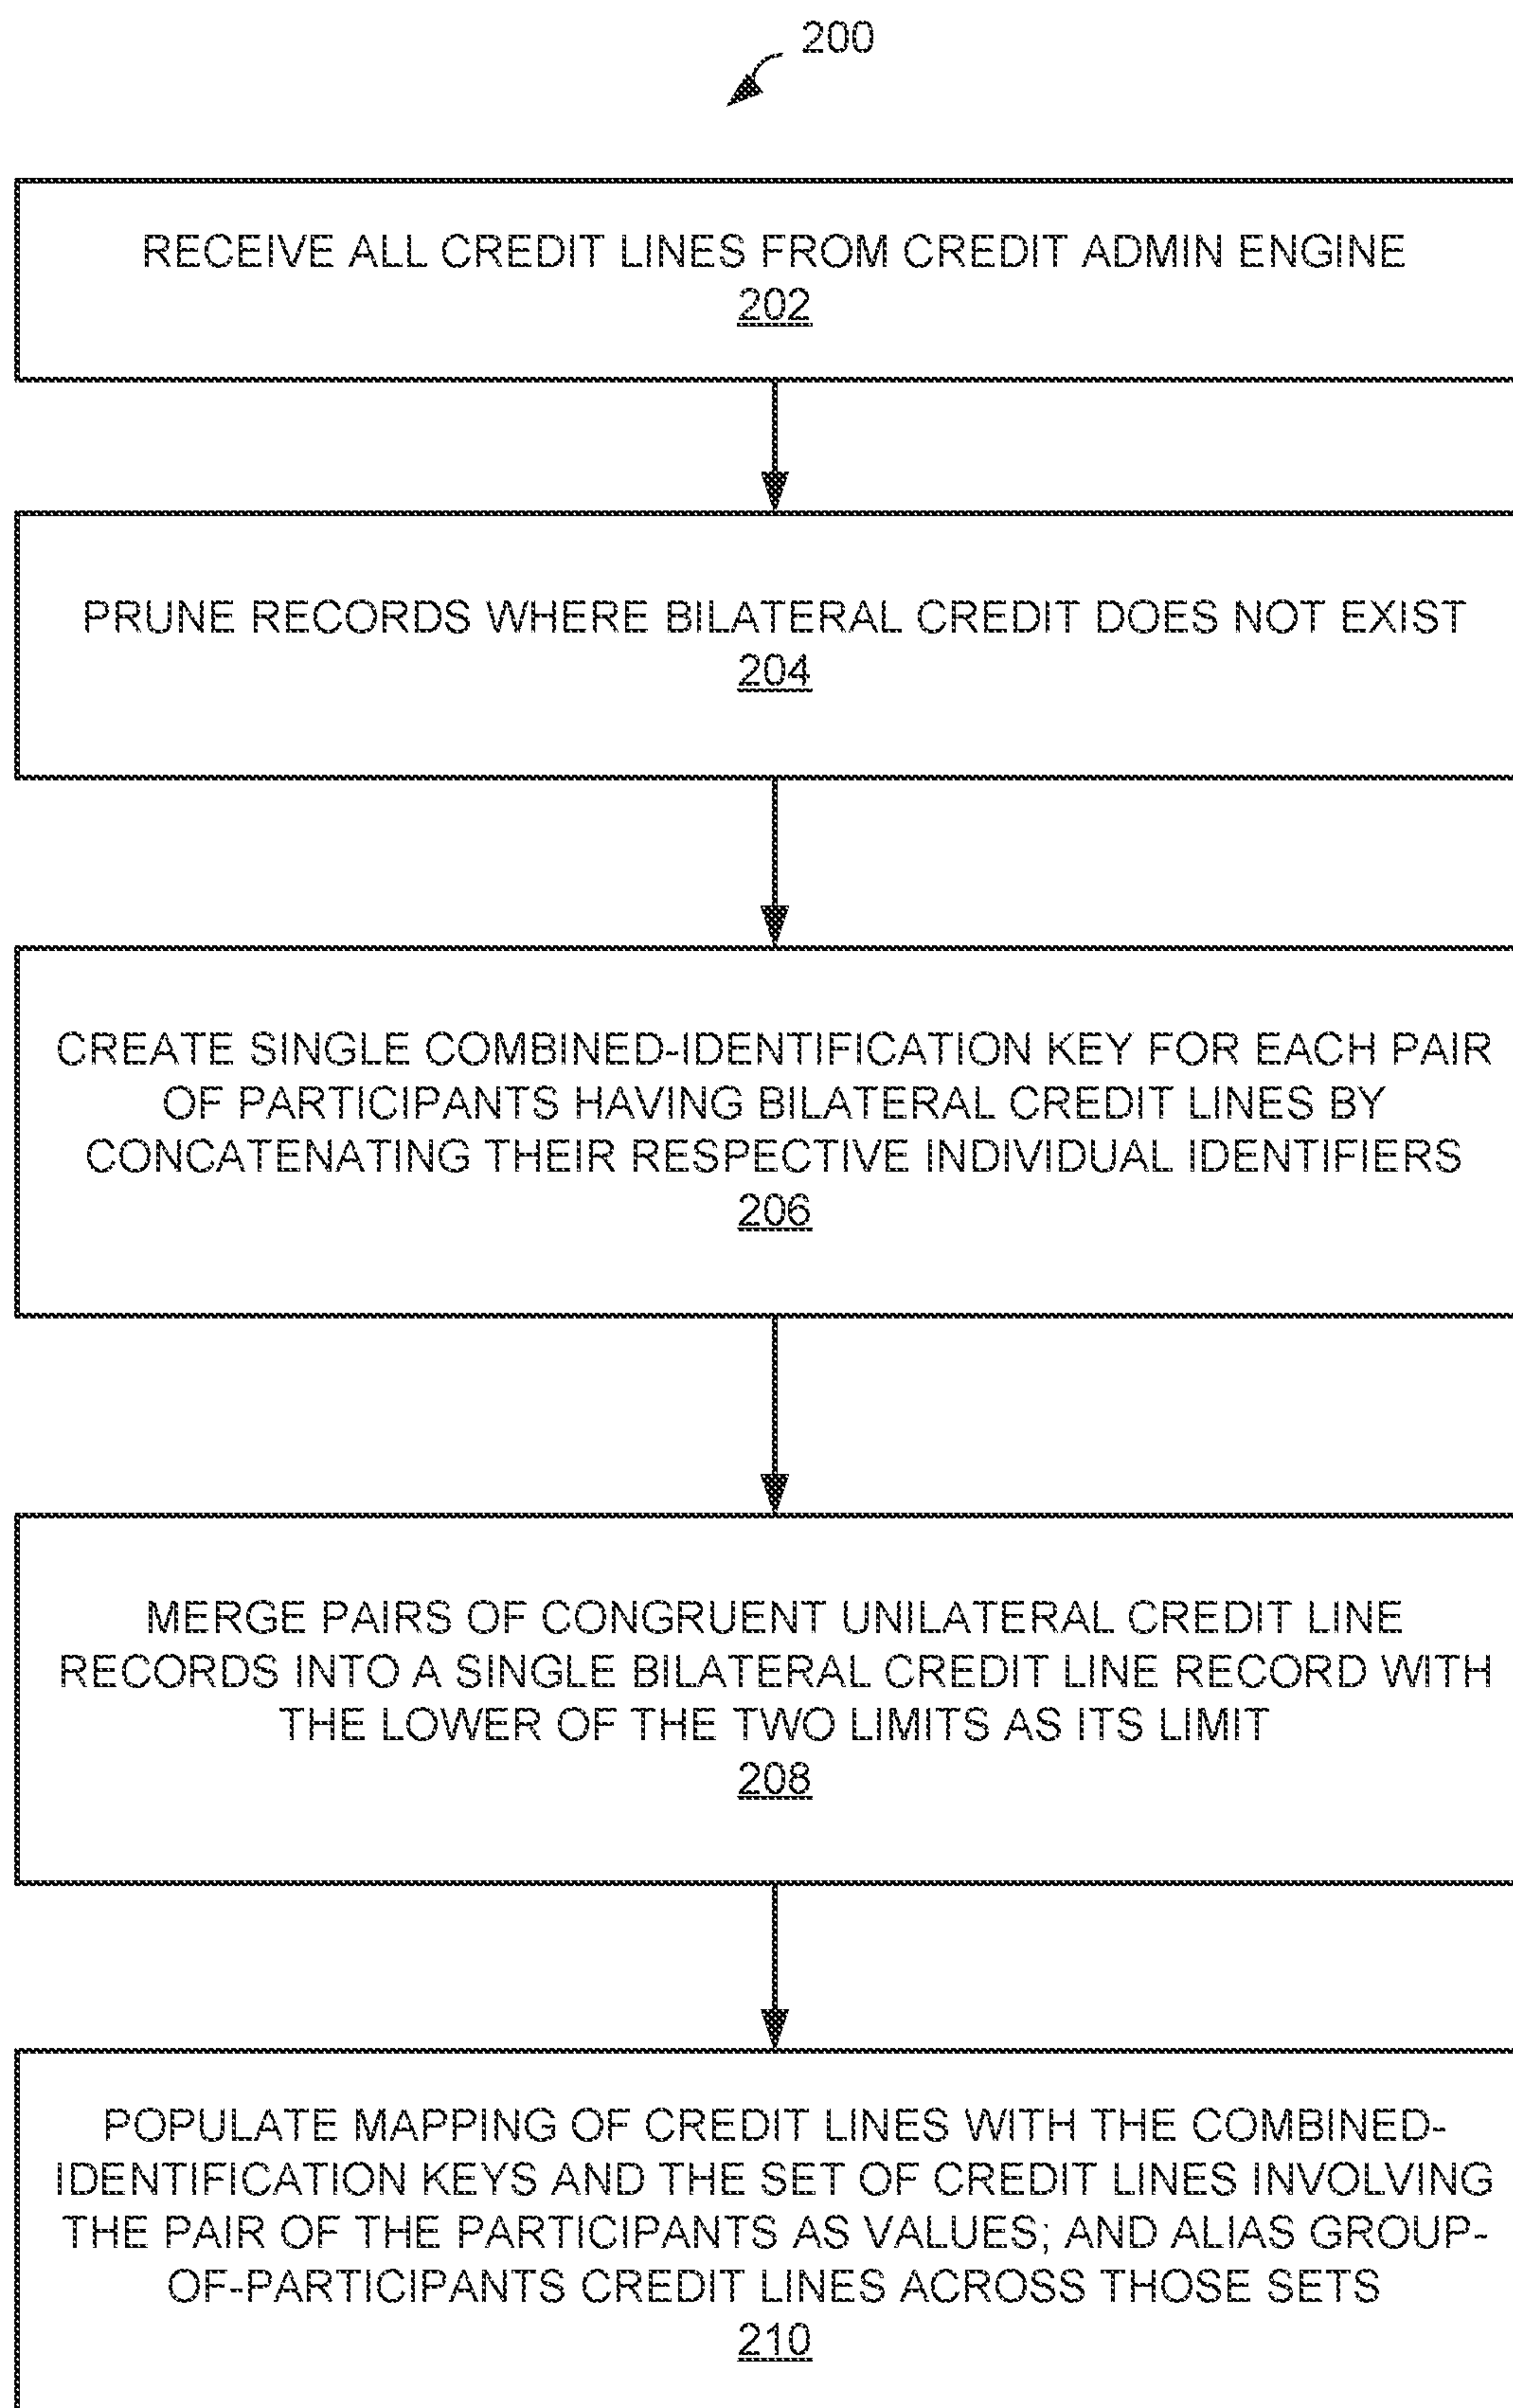 200
RECEIVE ALL CREDIT LINES FROM CREDIT ADMIN ENGINE
202
PRUNE RECORDS WHERE BILATERAL CREDIT DOES NOT EXIST
204
CREATE SINGLE COMBINED-IDENTIFICATION KEY FOR EACH PAIR
OF PARTICIPANTS HAVING BILATERAL CREDIT LINES BY
CONCATENATING THEIR RESPECTIVE INDIVIDUAL IDENTIFIERS
206
MERGE PAIRS OF CONGRUENT UNILATERAL CREDIT LINE
RECORDS INTO A SINGLE BILATERAL CREDIT LINE RECORD WITH
THE LOWER OF THE TWO LIMITS AS ITS LIMIT
208
POPULATE MAPPING OF CREDIT LINES WITH THE COMBINED-
IDENTIFICATION KEYS AND THE SET OF CREDIT LINES INVOLVING
THE PAIR OF THE PARTICIPANTS AS VALUES; AND ALIAS GROUP-
OF-PARTICIPANTS CREDIT LINES ACROSS THOSE SETS
210